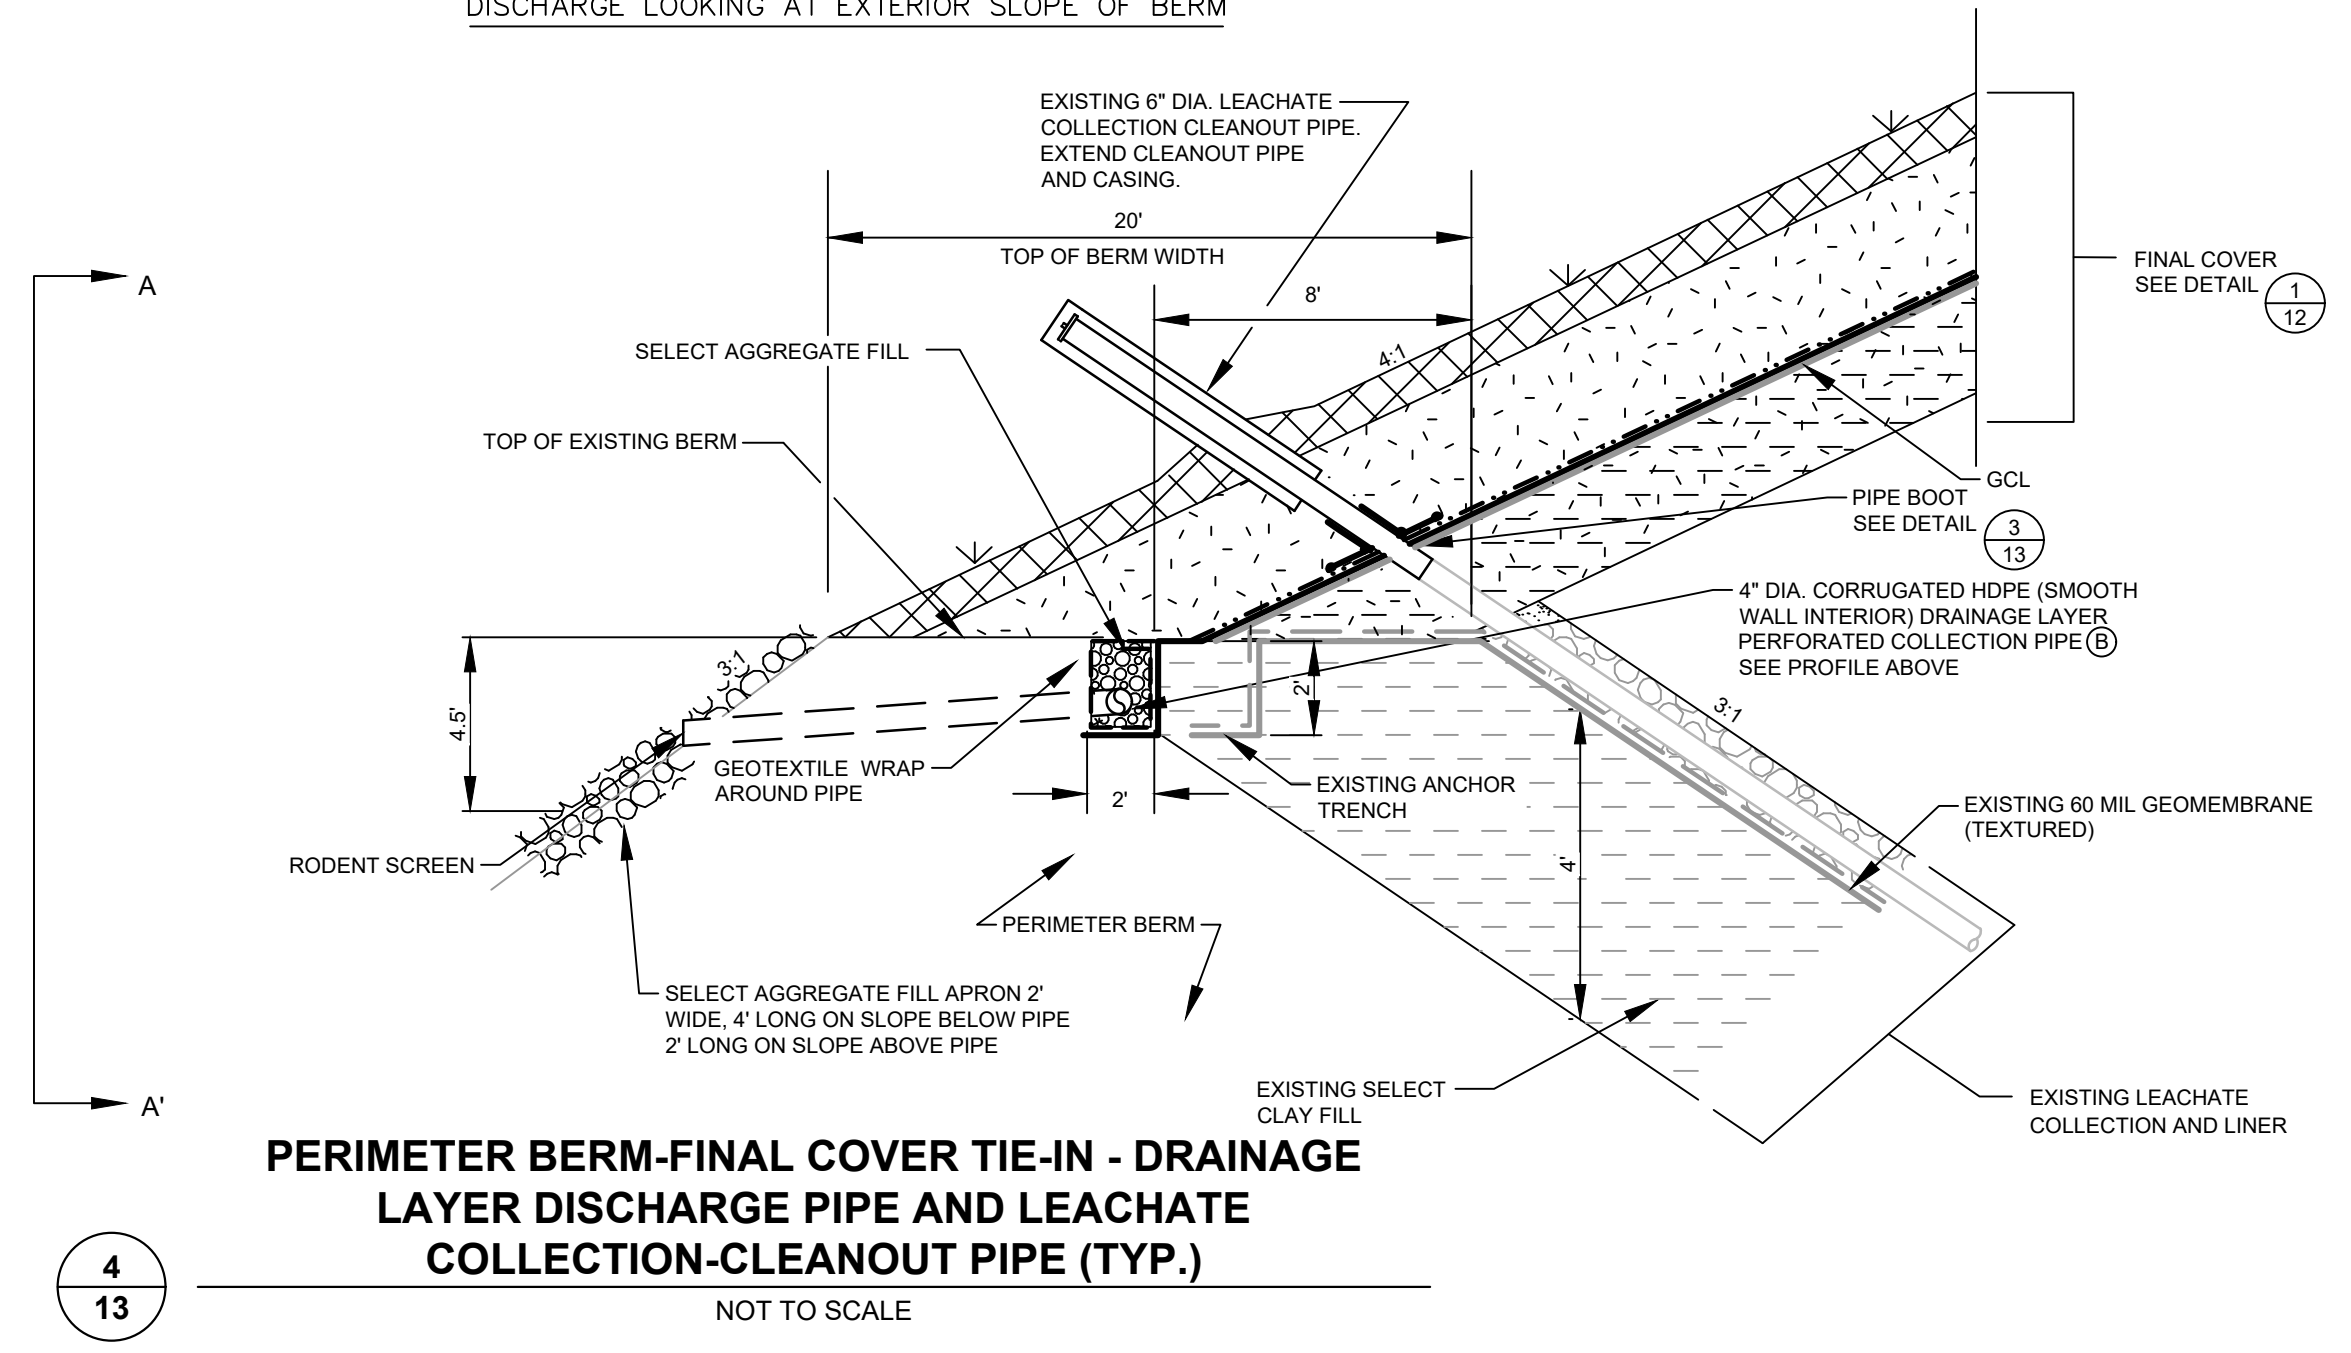 DISCHARGE LOOKING AT EXTERIOR SLOPE OF BERM
EXISTING 6" DIA. LEACHATE
COLLECTION CLEANOUT PIPE.
EXTEND CLEANOUT PIPE
AND CASING.
20'
TOP OF BERM WIDTH
8'
A
FINAL COVER
SEE DETAIL
1
12
SELECT AGGREGATE FILL
4:1
TOP OF EXISTING BERM
GCL
PIPE BOOT
SEE DETAIL
3
13
4" DIA. CORRUGATED HDPE (SMOOTH
WALL INTERIOR) DRAINAGE LAYER
PERFORATED COLLECTION PIPE B
SEE PROFILE ABOVE
3:1
4.5'
2'
3:1
GEOTEXTILE WRAP
AROUND PIPE
2'
EXISTING ANCHOR
TRENCH
4'
EXISTING 60 MIL GEOMEMBRANE
(TEXTURED)
RODENT SCREEN
PERIMETER BERM
SELECT AGGREGATE FILL APRON 2'
WIDE, 4' LONG ON SLOPE BELOW PIPE
2' LONG ON SLOPE ABOVE PIPE
EXISTING SELECT
CLAY FILL
EXISTING LEACHATE
COLLECTION AND LINER
A'
PERIMETER BERM-FINAL COVER TIE-IN - DRAINAGE
LAYER DISCHARGE PIPE AND LEACHATE
COLLECTION-CLEANOUT PIPE (TYP.)
4
13
NOT TO SCALE